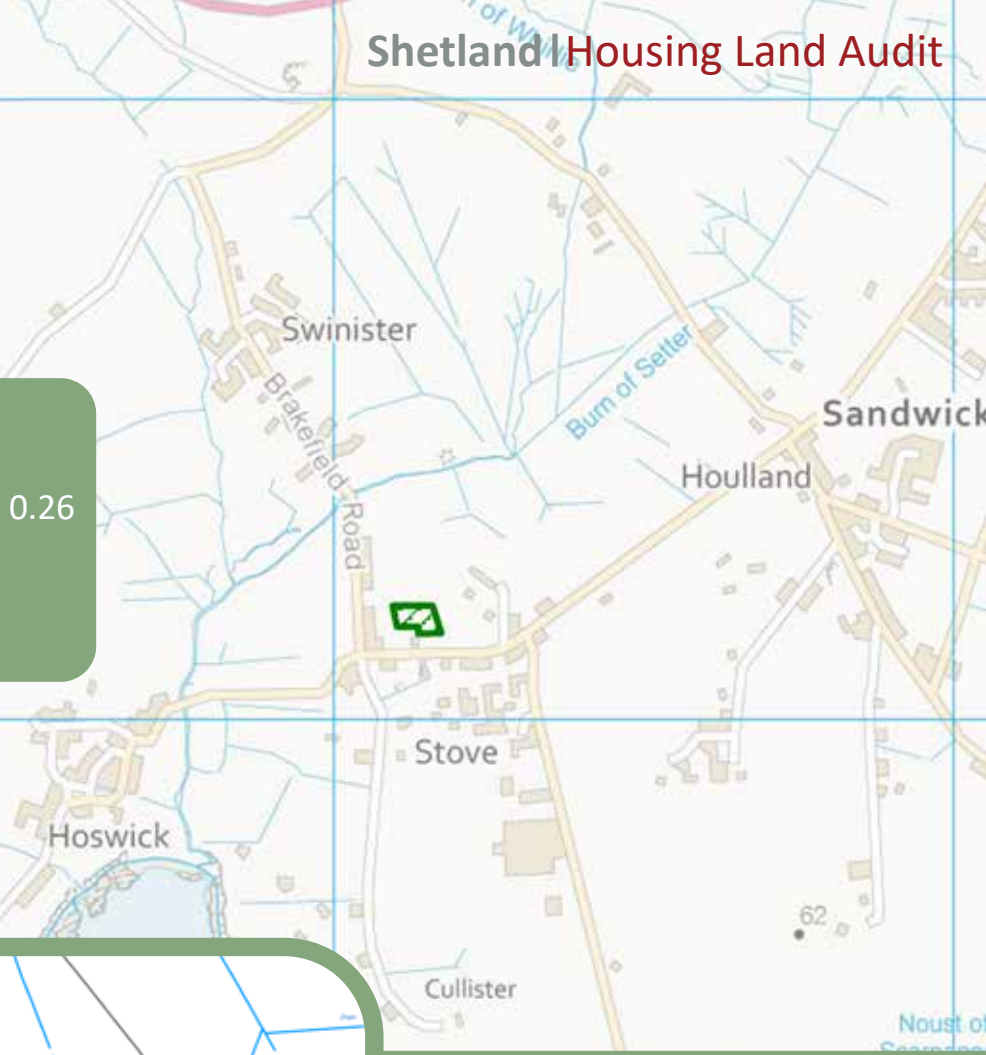 Shetland|Housing Land Audit
Swinister
Brakefield Road
Burn of Setter
Sandwick
Houlland
0.26
Stove
Hoswick
62
Cullister
Noust of